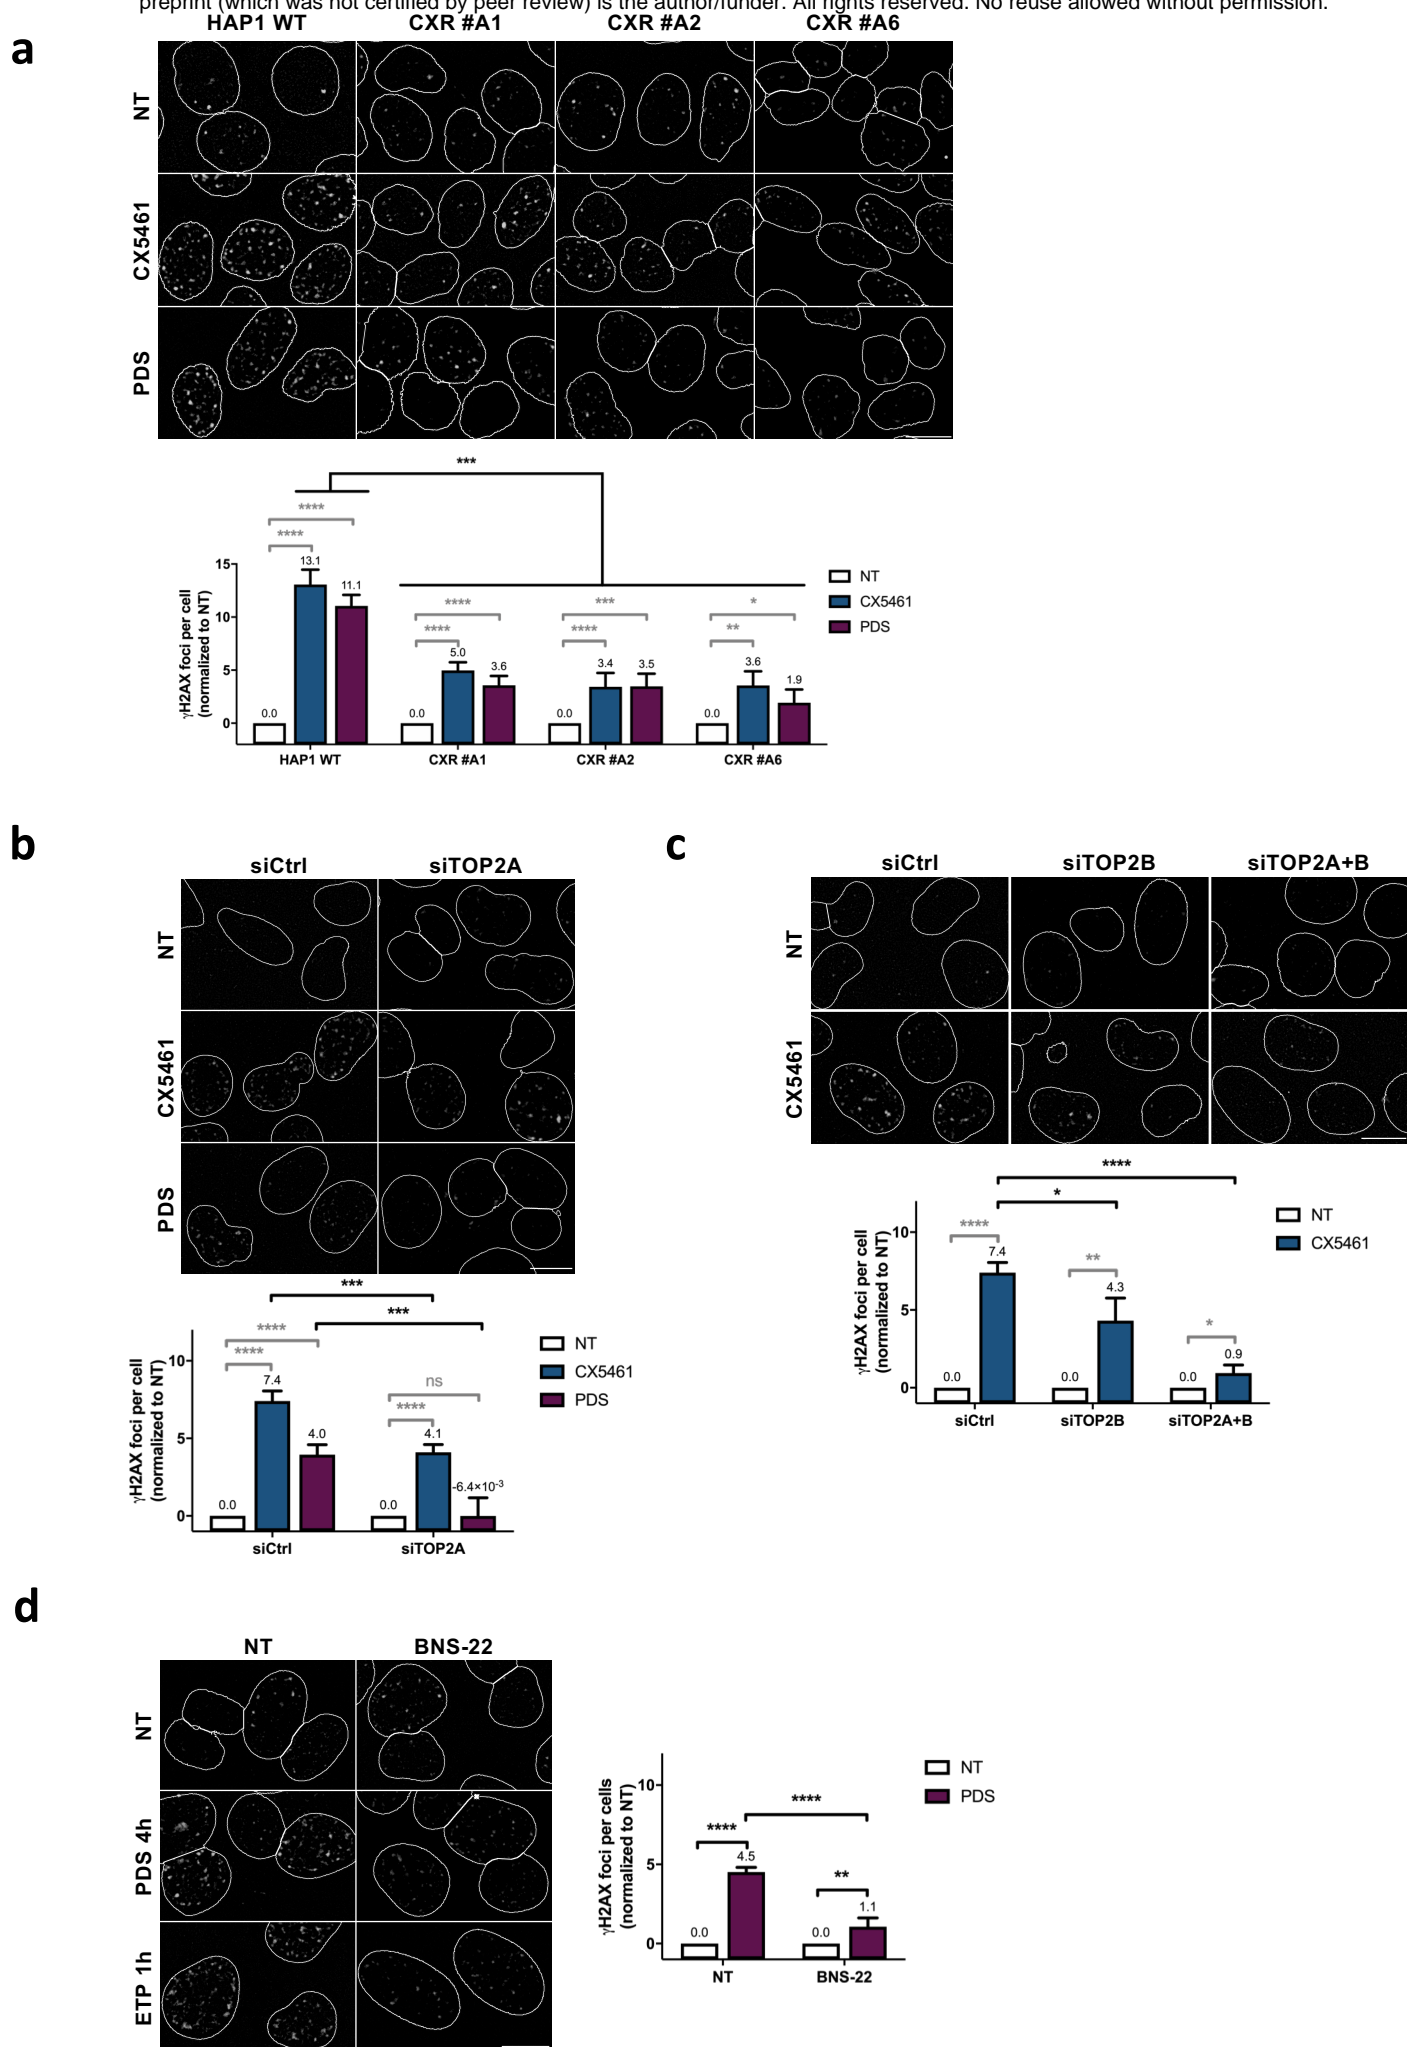 preprint (which was not certified by peer review) is the author/funder. All rights reserved. No reuse allowed without permission.
a
HAP1 WT CXR #A1 CXR #A2 CXR #A6
NT
CX5461
PDS
***
****
****
13.1
11.1
****
****
***
****
*
**
5.0
3.6
3.4
3.5
3.6
1.9
0.0
0.0
0.0
0.0
15
10
5
0
γH2AX foci per cell
(normalized to NT)
HAP1 WT CXR #A1 CXR #A2 CXR #A6
NT
CX5461
PDS
b
siCtrl siTOP2A
NT
CX5461
PDS
***
***
****
****
ns
****
7.4
4.0
4.1
-6.4×10-3
0.0
0.0
10
5
0
γH2AX foci per cell
(normalized to NT)
siCtrl siTOP2A
NT
CX5461
PDS
c
siCtrl siTOP2B siTOP2A+B
NT
CX5461
****
*
****
**
*
7.4
4.3
0.9
0.0
0.0
0.0
10
5
0
γH2AX foci per cell
(normalized to NT)
siCtrl siTOP2B siTOP2A+B
NT
CX5461
d
NT BNS-22
NT
PDS 4h
ETP 1h
****
****
**
4.5
1.1
0.0
0.0
10
5
0
γH2AX foci per cells
(normalized to NT)
NT BNS-22
NT
PDS